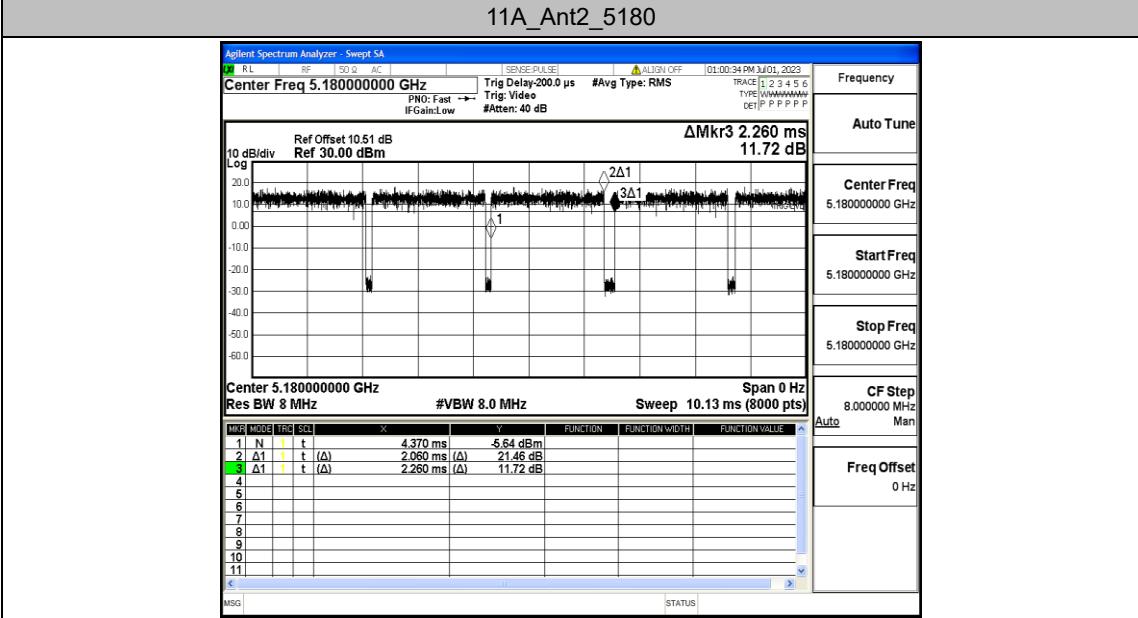 11A_Ant2_5180
Agilent Spectrum Analyzer - Swept SA
RL RF 50 Ω AC SENSE:PULSE ALIGN OFF 01:00:34 PM Jul 01, 2023
Center Freq 5.180000000 GHz
Trig Delay-200.0 µs #Avg Type: RMS
TRACE 1 2 3 4 5 6
PNO: Fast Trig: Video
TYPE WWWWWW
IFGain:Low #Atten: 40 dB
DET P P P P P P
Frequency
Auto Tune
Ref Offset 10.51 dB
ΔMkr3 2.260 ms
10 dB/div Ref 30.00 dBm
11.72 dB
Log
20.0
10.0
0.00
-10.0
-20.0
-30.0
-40.0
-50.0
-60.0
2Δ1
3Δ1
1
Center Freq
5.180000000 GHz
Start Freq
5.180000000 GHz
Stop Freq
5.180000000 GHz
Center 5.180000000 GHz Span 0 Hz
Res BW 8 MHz #VBW 8.0 MHz Sweep 10.13 ms (8000 pts)
CF Step
8.000000 MHz
Auto Man
Freq Offset
0 Hz
MKR MODE TRC SCL X Y FUNCTION FUNCTION WIDTH FUNCTION VALUE
1 N 1 t 4.370 ms -5.64 dBm
2 Δ1 1 t (Δ) 2.060 ms (Δ) 21.46 dB
3 Δ1 1 t (Δ) 2.260 ms (Δ) 11.72 dB
4
5
6
7
8
9
10
11
MSG STATUS